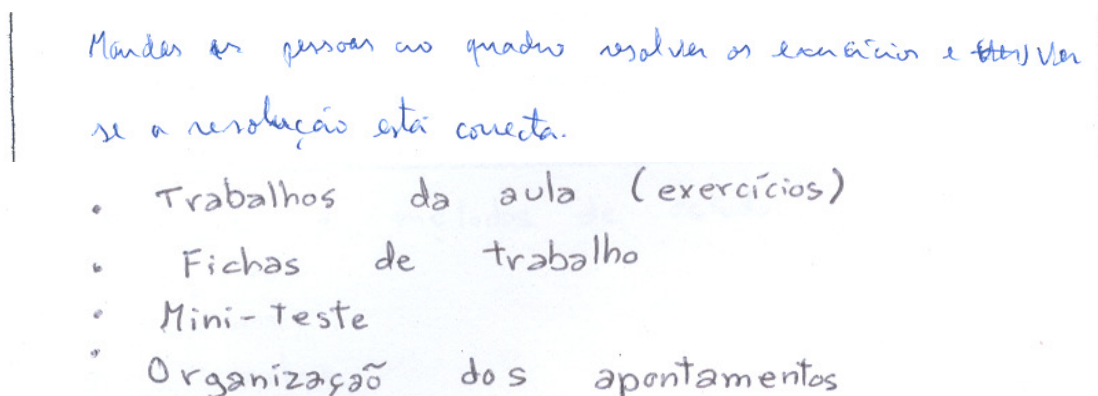 Mandar as pessoas ao quadro resolver os exercícios e ver
se a resolução está correcta.
• Trabalhos da aula (exercícios)
• Fichas de trabalho
• Mini-Teste
• Organização dos apontamentos